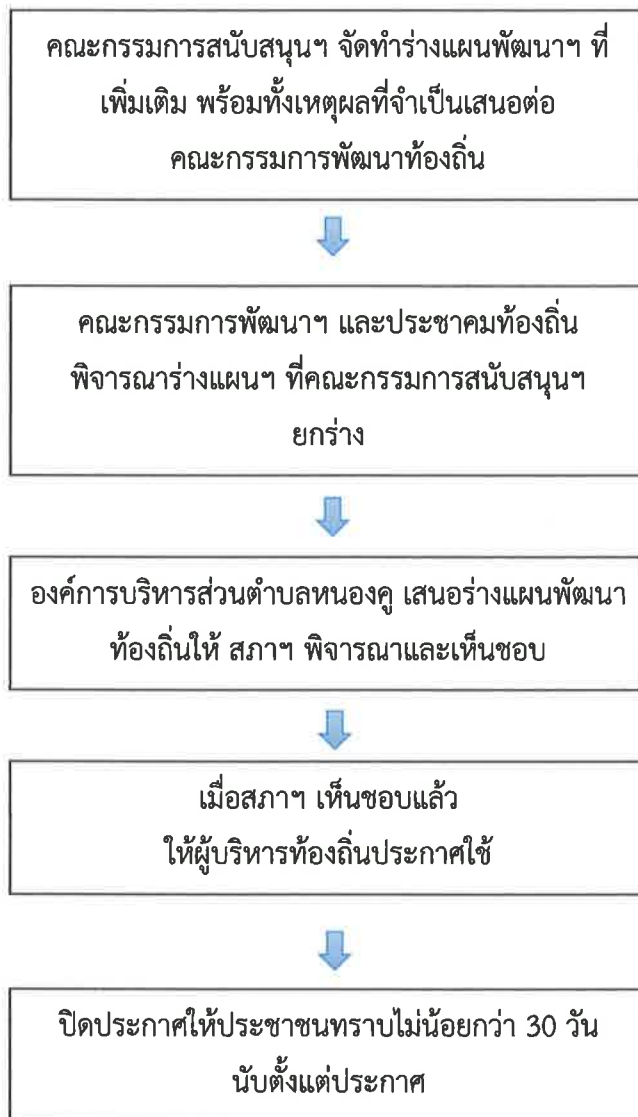 คณะกรรมการสนับสนุนฯ จัดทำร่างแผนพัฒนาฯ ที่
เพิ่มเติม พร้อมทั้งเหตุผลที่จำเป็นเสนอต่อ
คณะกรรมการพัฒนาท้องถิ่น
คณะกรรมการพัฒนาฯ และประชาคมท้องถิ่น
พิจารณาร่างแผนฯ ที่คณะกรรมการสนับสนุนฯ
ยกร่าง
องค์การบริหารส่วนตำบลหนองคู เสนอร่างแผนพัฒนา
ท้องถิ่นให้ สภาฯ พิจารณาและเห็นชอบ
เมื่อสภาฯ เห็นชอบแล้ว
ให้ผู้บริหารท้องถิ่นประกาศใช้
ปิดประกาศให้ประชาชนทราบไม่น้อยกว่า 30 วัน
นับตั้งแต่ประกาศ